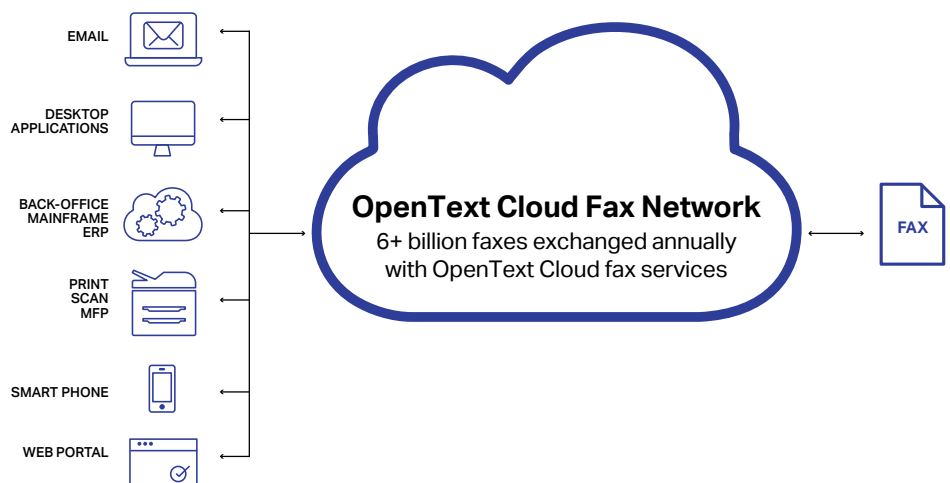 EMAIL
DESKTOP
APPLICATIONS
BACK-OFFICE
MAINFRAME
ERP
PRINT
SCAN
MFP
SMART PHONE
WEB PORTAL
OpenText Cloud Fax Network
6+ billion faxes exchanged annually
with OpenText Cloud fax services
FAX